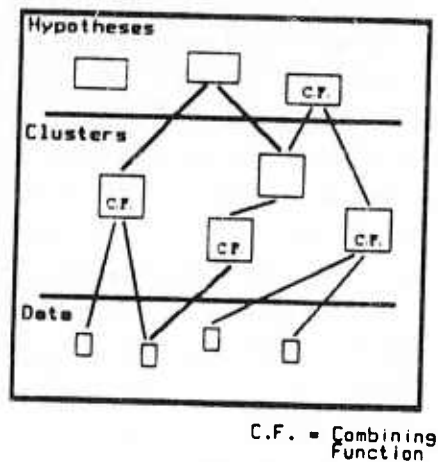 Hypotheses
C.F.
Clusters
C.F.
C.F.
C.F.
Data
C.F. = Combining
Function